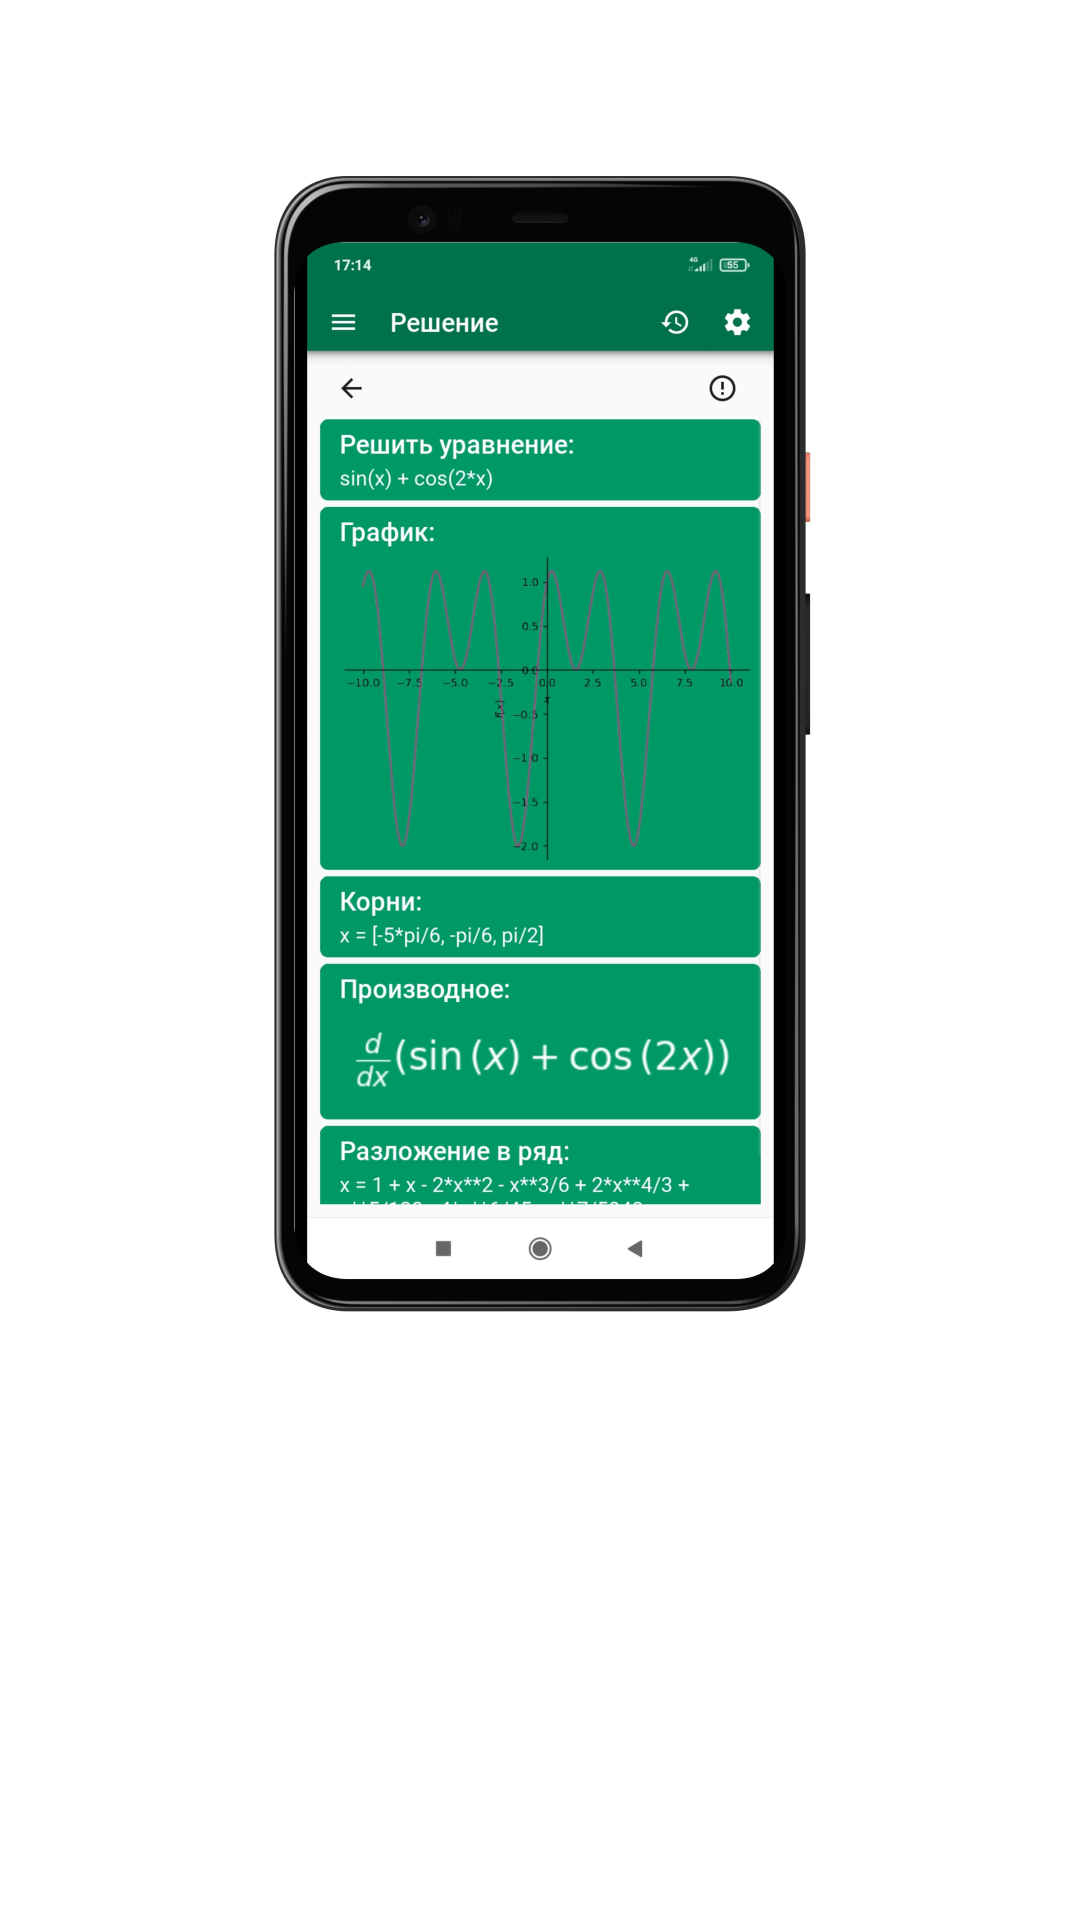 17:14
4G
55
Решение
Решить уравнение:
sin(x) + cos(2*x)
График:
1.0
0.5
0.0
−10.0 −7.5 −5.0 −2.5 0.0 2.5 5.0 7.5 10.0
x
f(x)
−0.5
−1.0
−1.5
−2.0
Корни:
x = [-5*pi/6, -pi/6, pi/2]
Производное:
d/dx (sin (x) + cos (2x))
Разложение в ряд:
x = 1 + x - 2*x**2 - x**3/6 + 2*x**4/3 +